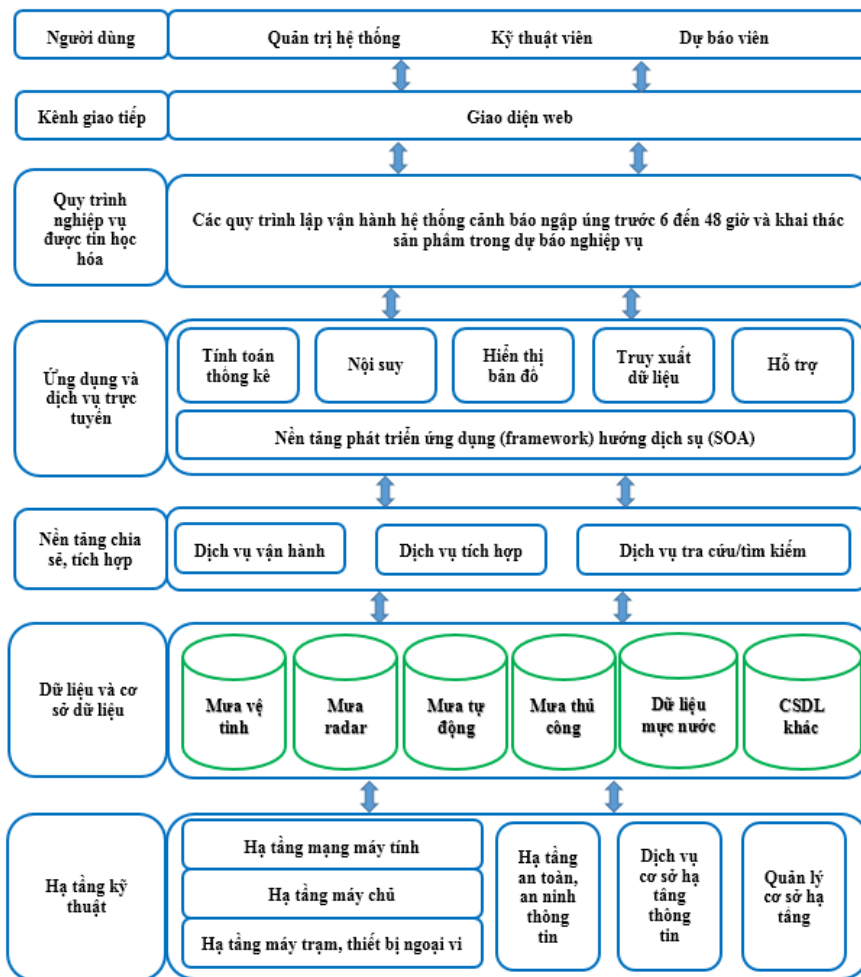 Người dùng
Quản trị hệ thống
Kỹ thuật viên
Dự báo viên
Kênh giao tiếp
Giao diện web
Quy trình
nghiệp vụ
được tin học
hóa
Các quy trình lập vận hành hệ thống cảnh báo ngập úng trước 6 đến 48 giờ và khai thác
sản phẩm trong dự báo nghiệp vụ
Ứng dụng và
dịch vụ trực
tuyến
Tính toán
thống kê
Nội suy
Hiển thị
bản đồ
Truy xuất
dữ liệu
Hỗ trợ
Nền tảng phát triển ứng dụng (framework) hướng dịch sụ (SOA)
Nền tảng chia
sẻ, tích hợp
Dịch vụ vận hành
Dịch vụ tích hợp
Dịch vụ tra cứu/tìm kiếm
Dữ liệu và cơ
sở dữ liệu
Mưa vệ
tinh
Mưa
radar
Mưa tự
động
Mưa thủ
công
Dữ liệu
mực nước
CSDL
khác
Hạ tầng kỹ
thuật
Hạ tầng mạng máy tính
Hạ tầng máy chủ
Hạ tầng máy trạm, thiết bị ngoại vi
Hạ tầng
an toàn,
an ninh
thông
tin
Dịch vụ
cơ sở hạ
tầng
thông
tin
Quản lý
cơ sở hạ
tầng